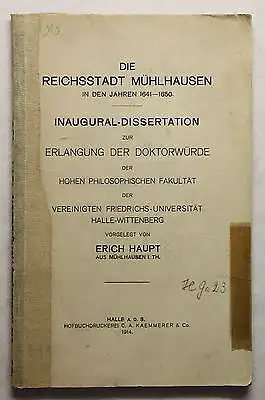 DIE
REICHSSTADT MÜHLHAUSEN
IN DEN JAHREN 1641—1650.
INAUGURAL-DISSERTATION
ZUR
ERLANGUNG DER DOKTORWÜRDE
DER
HOHEN PHILOSOPHISCHEN FAKULTÄT
DER
VEREINIGTEN FRIEDRICHS-UNIVERSITÄT
HALLE-WITTENBERG
VORGELEGT VON
ERICH HAUPT
AUS MÜHLHAUSEN I. TH.
HALLE A. D. S.
HOFBUCHDRUCKEREI C. A. KAEMMERER & CO.
1914.